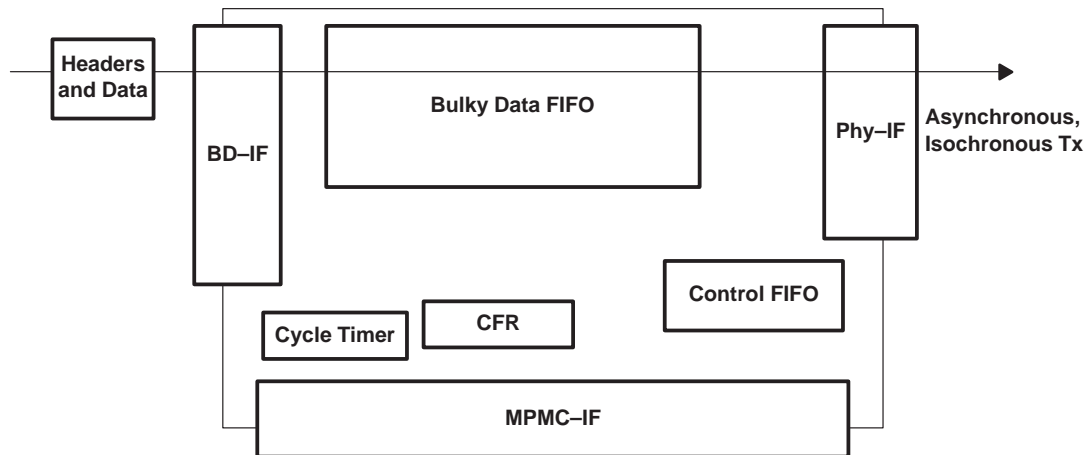 Headers
and Data
BD–IF
Bulky Data FIFO
Phy–IF
Asynchronous,
Isochronous Tx
Control FIFO
Cycle Timer
CFR
MPMC–IF